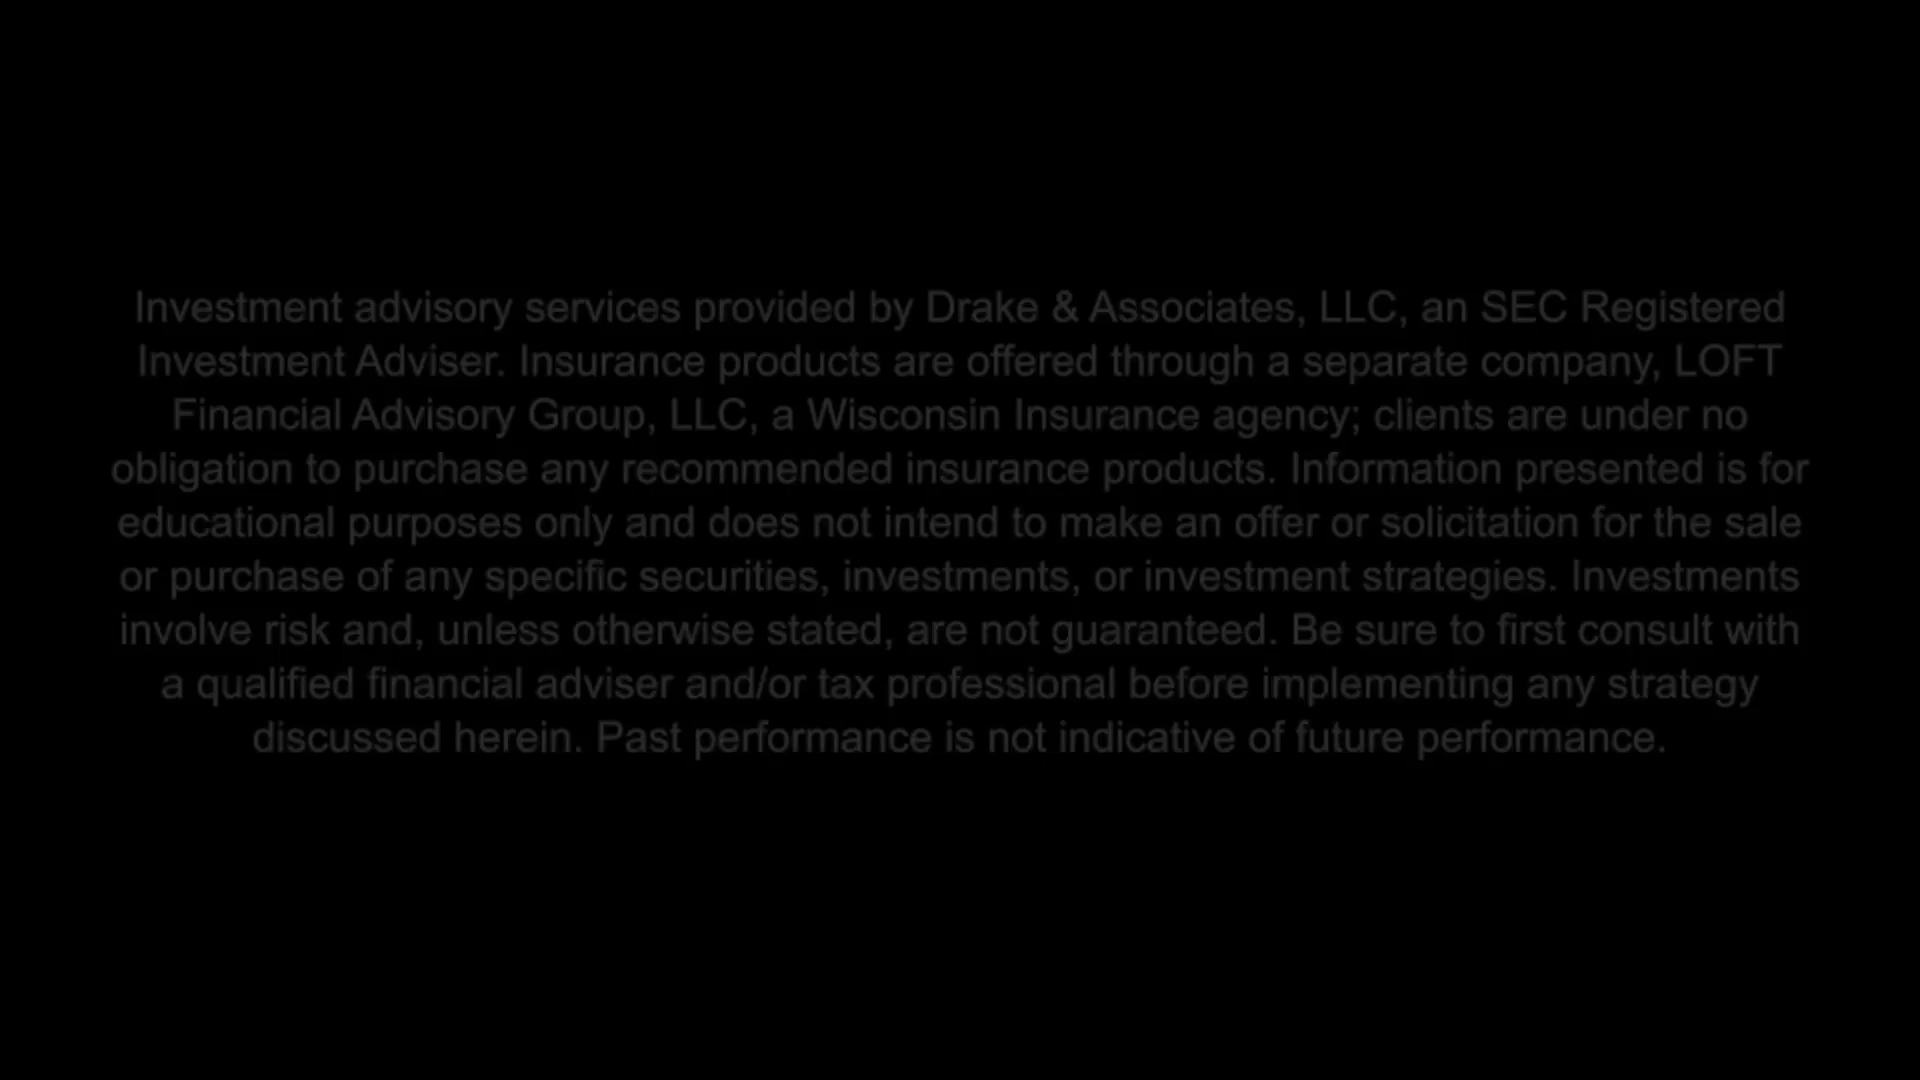 Investment advisory services provided by Drake & Associates, LLC, an SEC Registered
Investment Adviser. Insurance products are offered through a separate company, LOFT
Financial Advisory Group, LLC, a Wisconsin Insurance agency; clients are under no
obligation to purchase any recommended insurance products. Information presented is for
educational purposes only and does not intend to make an offer or solicitation for the sale
or purchase of any specific securities, investments, or investment strategies. Investments
involve risk and, unless otherwise stated, are not guaranteed. Be sure to first consult with
a qualified financial adviser and/or tax professional before implementing any strategy
discussed herein. Past performance is not indicative of future performance.